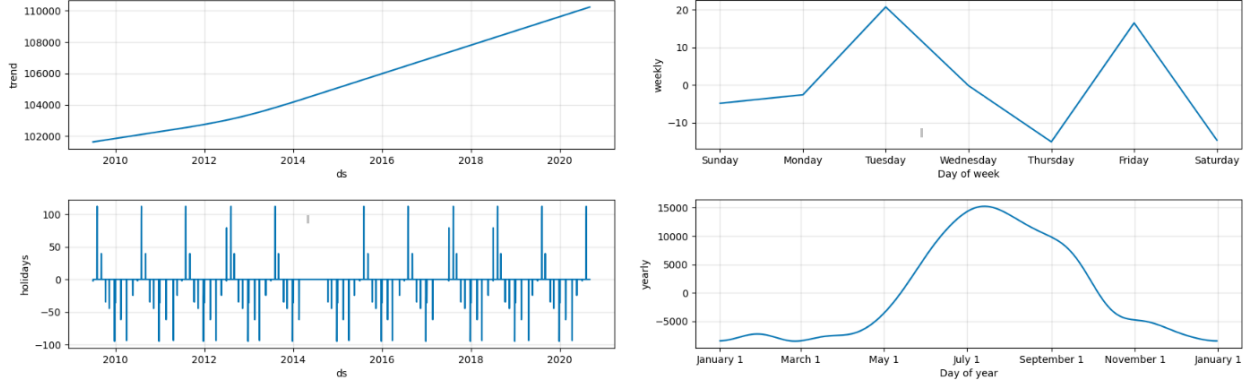 110000
108000
106000
104000
102000
trend
2010 2012 2014 2016 2018 2020
ds
20
10
0
−10
weekly
Sunday Monday Tuesday Wednesday Thursday Friday Saturday
Day of week
100
50
0
−50
−100
holidays
2010 2012 2014 2016 2018 2020
ds
15000
10000
5000
0
−5000
yearly
January 1 March 1 May 1 July 1 September 1 November 1 January 1
Day of year